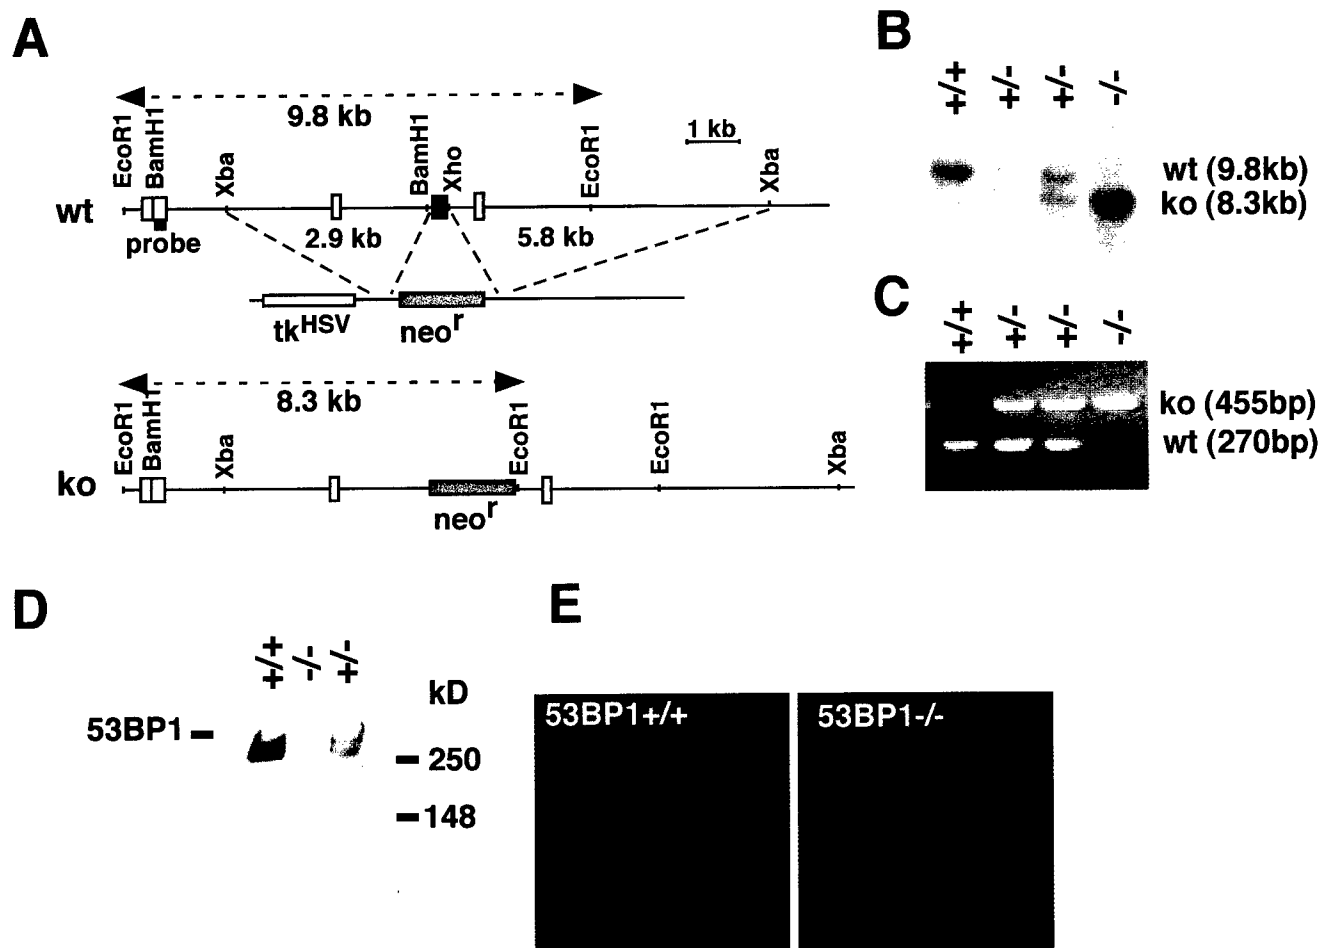 A
9.8 kb
1 kb
EcoR1
BamH1
Xba
BamH1
Xho
EcoR1
Xba
wt
probe
2.9 kb
5.8 kb
tkHSV
neor
8.3 kb
EcoR1
BamH1
Xba
EcoR1
EcoR1
Xba
ko
neor
B
+/+
+/-
+/-
-/-
wt (9.8kb)
ko (8.3kb)
C
+/+
+/-
+/-
-/-
ko (455bp)
wt (270bp)
D
+/+
-/-
+/-
kD
53BP1
250
148
E
53BP1+/+
53BP1-/-